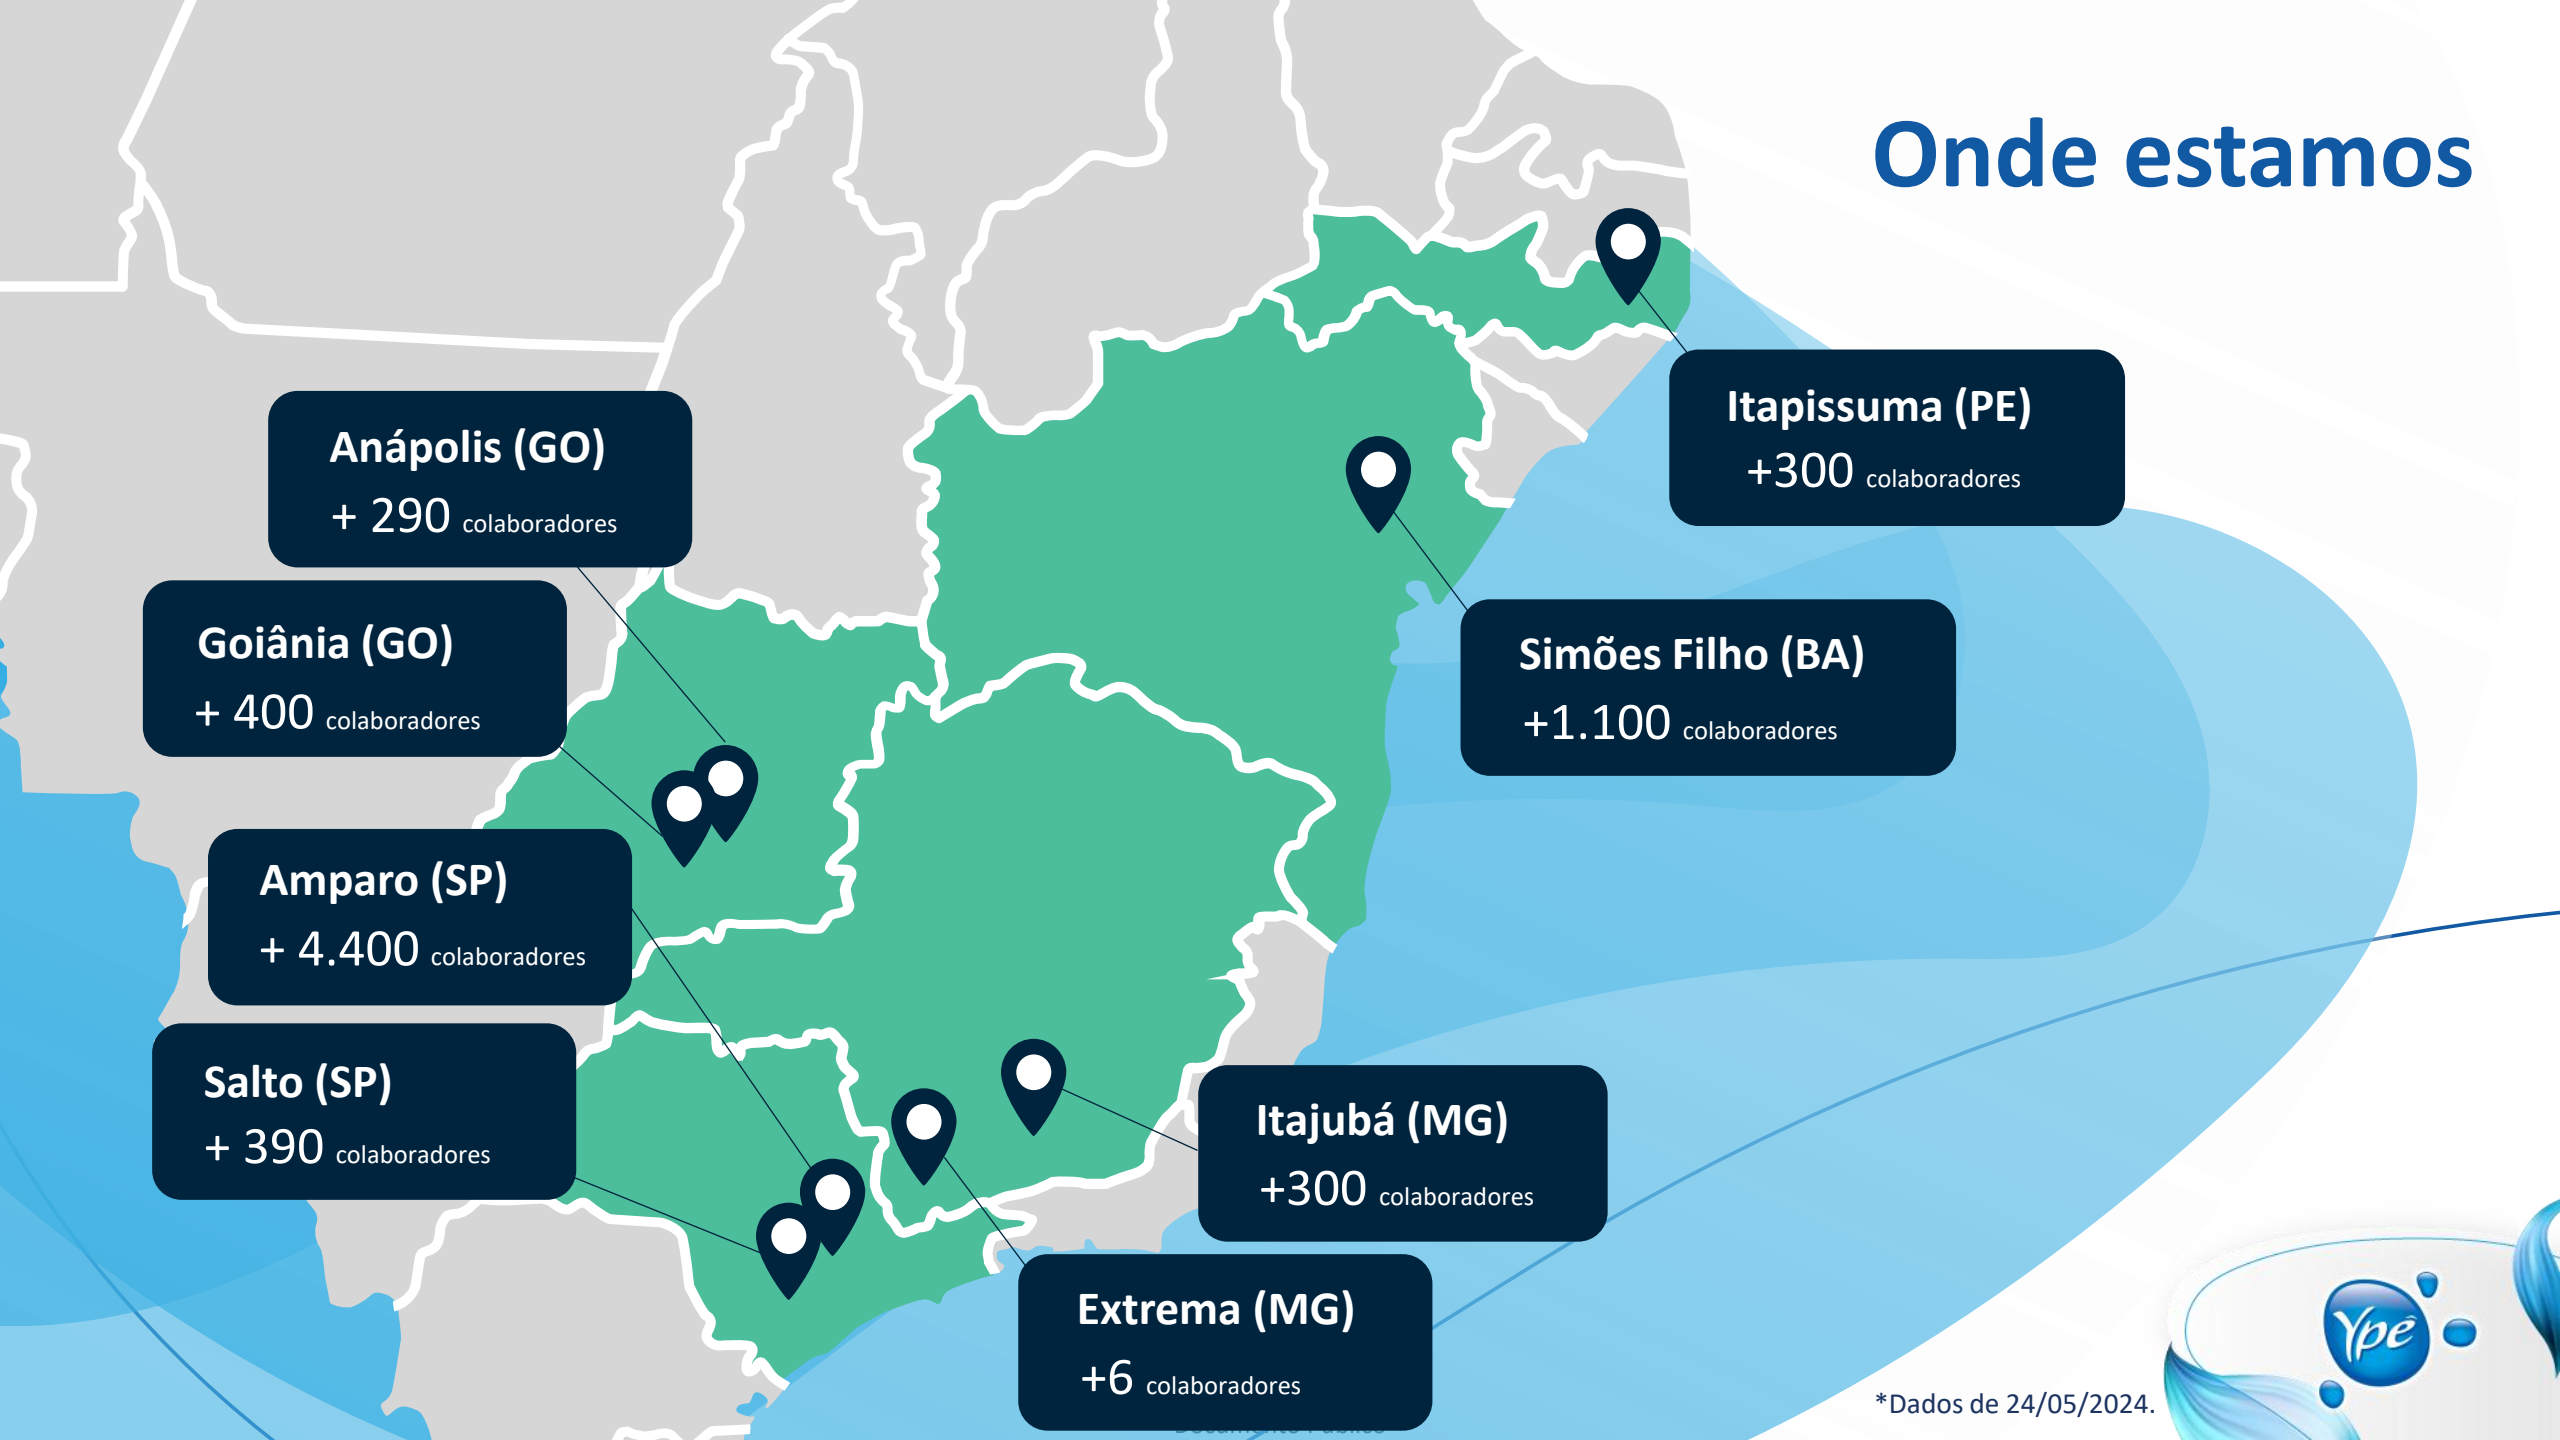 Onde estamos
Itapissuma (PE)
+300 colaboradores
Anápolis (GO)
+ 290 colaboradores
Goiânia (GO)
+ 400 colaboradores
Simões Filho (BA)
+1.100 colaboradores
Amparo (SP)
+ 4.400 colaboradores
Salto (SP)
+ 390 colaboradores
Itajubá (MG)
+300 colaboradores
Extrema (MG)
+6 colaboradores
Ypê
*Dados de 24/05/2024.